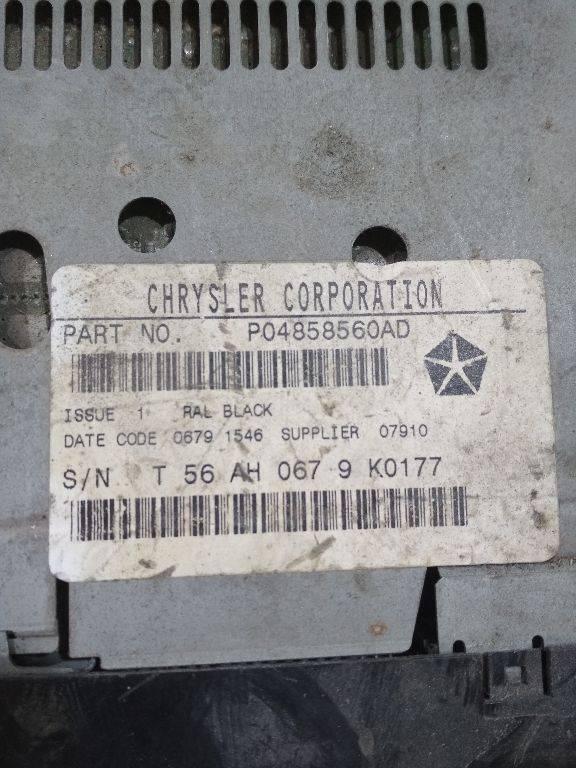 CHRYSLER CORPORATION
PART NO. P04858560AD
ISSUE 1 RAL BLACK
DATE CODE 0679 1546 SUPPLIER 07910
S/N T 56 AH 067 9 K0177